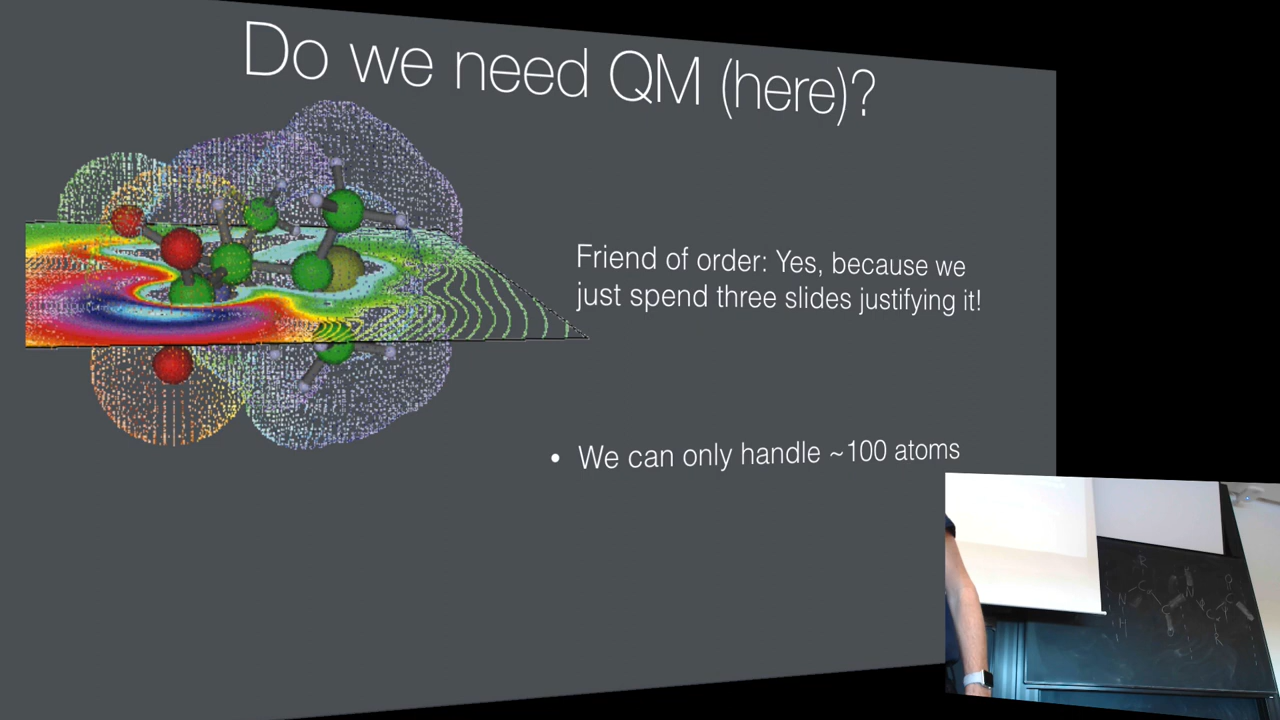 Do we need QM (here)?
Friend of order: Yes, because we
just spend three slides justifying it!
• We can only handle ~100 atoms